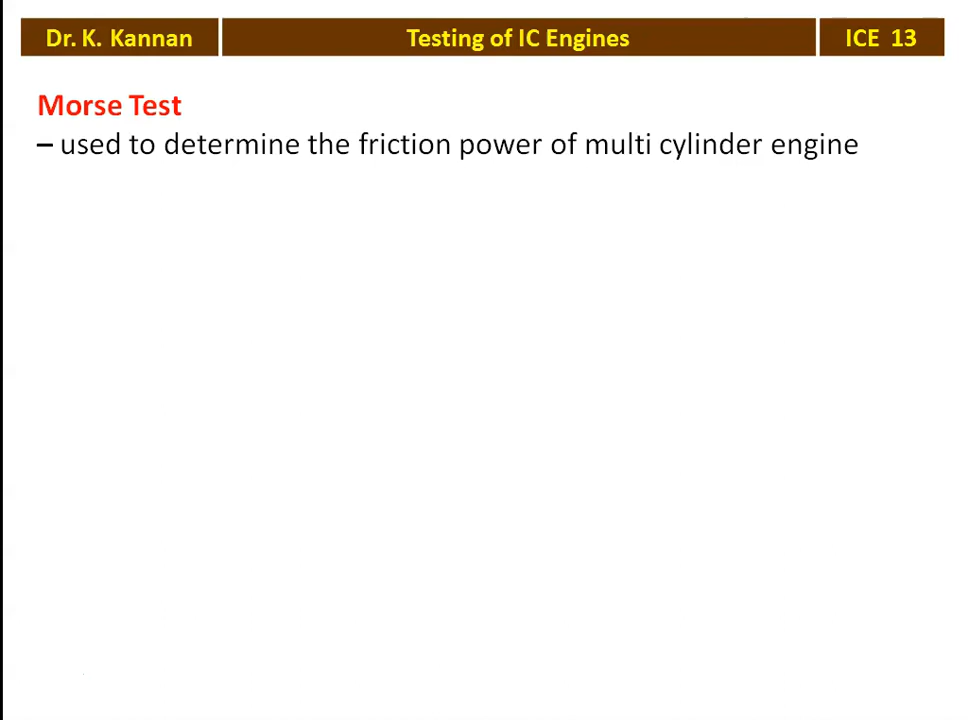 Dr. K. Kannan Testing of IC Engines ICE 13
Morse Test
– used to determine the friction power of multi cylinder engine